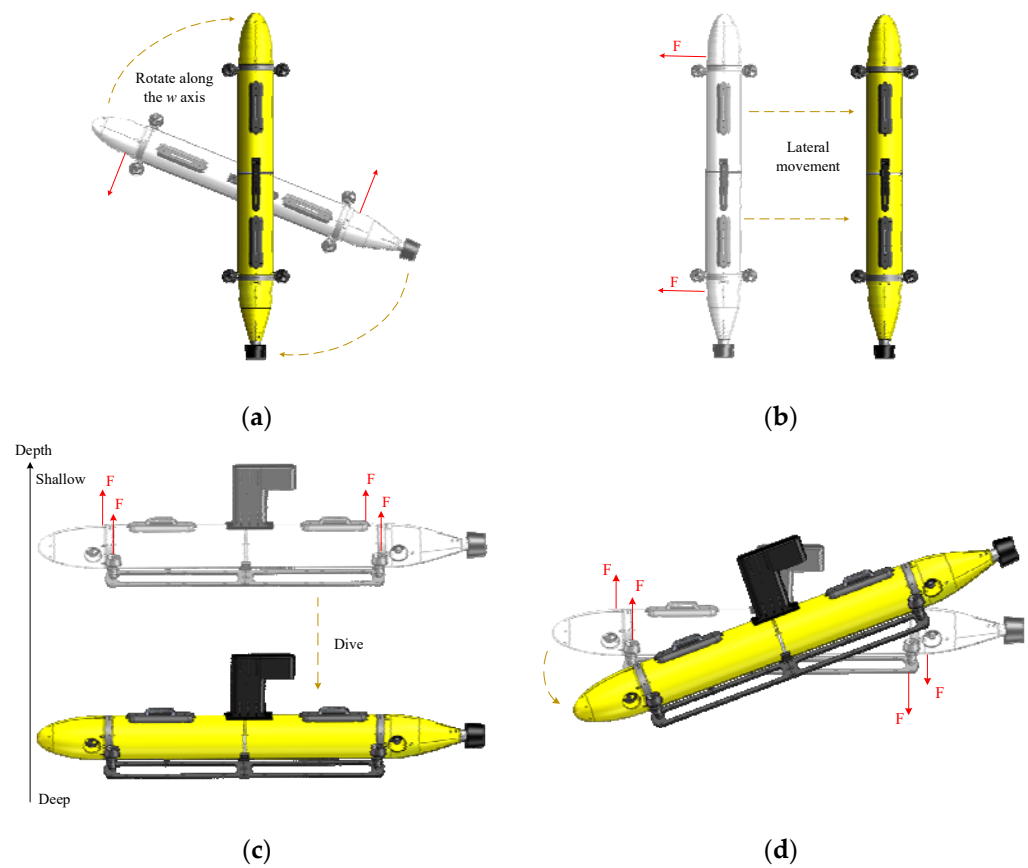 Rotate along
the w axis
F
F
Lateral
movement
(a)
(b)
Depth
Shallow
F
F
F
F
Dive
Deep
(c)
F
F
F
F
(d)